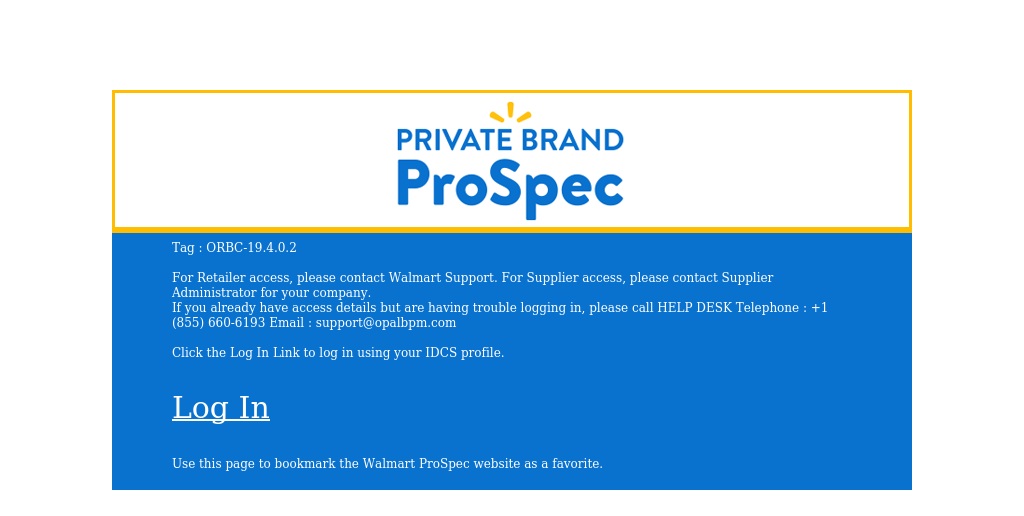 PRIVATE BRAND
ProSpec
Tag : ORBC-19.4.0.2
For Retailer access, please contact Walmart Support. For Supplier access, please contact Supplier
Administrator for your company.
If you already have access details but are having trouble logging in, please call HELP DESK Telephone : +1
(855) 660-6193 Email : support@opalbpm.com
Click the Log In Link to log in using your IDCS profile.
Log In
Use this page to bookmark the Walmart ProSpec website as a favorite.